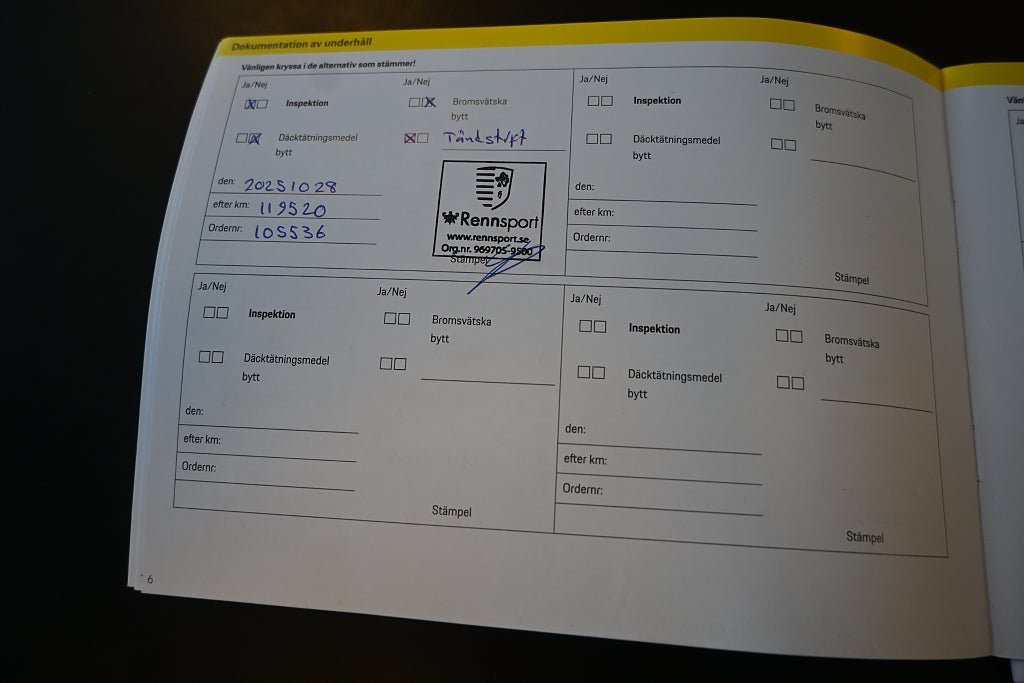 Dokumentation av underhåll
Vänligen kryssa i de alternativ som stämmer!
Ja/Nej
Ja/Nej
Inspektion
Bromsvätska
bytt
Däcktätningsmedel
bytt
Tändstift
den: 20251028
efter km: 119520
Ordernr: 105536
Rennsport
www.rennsport.se
Org.nr. 969705-9500
Stämpel
Ja/Nej
Ja/Nej
Inspektion
Bromsvätska
bytt
Däcktätningsmedel
bytt
den:
efter km:
Ordernr:
Stämpel
Ja/Nej
Ja/Nej
Inspektion
Bromsvätska
bytt
Däcktätningsmedel
bytt
den:
efter km:
Ordernr:
Stämpel
Ja/Nej
Ja/Nej
Inspektion
Bromsvätska
bytt
Däcktätningsmedel
bytt
den:
efter km:
Ordernr:
Stämpel
6